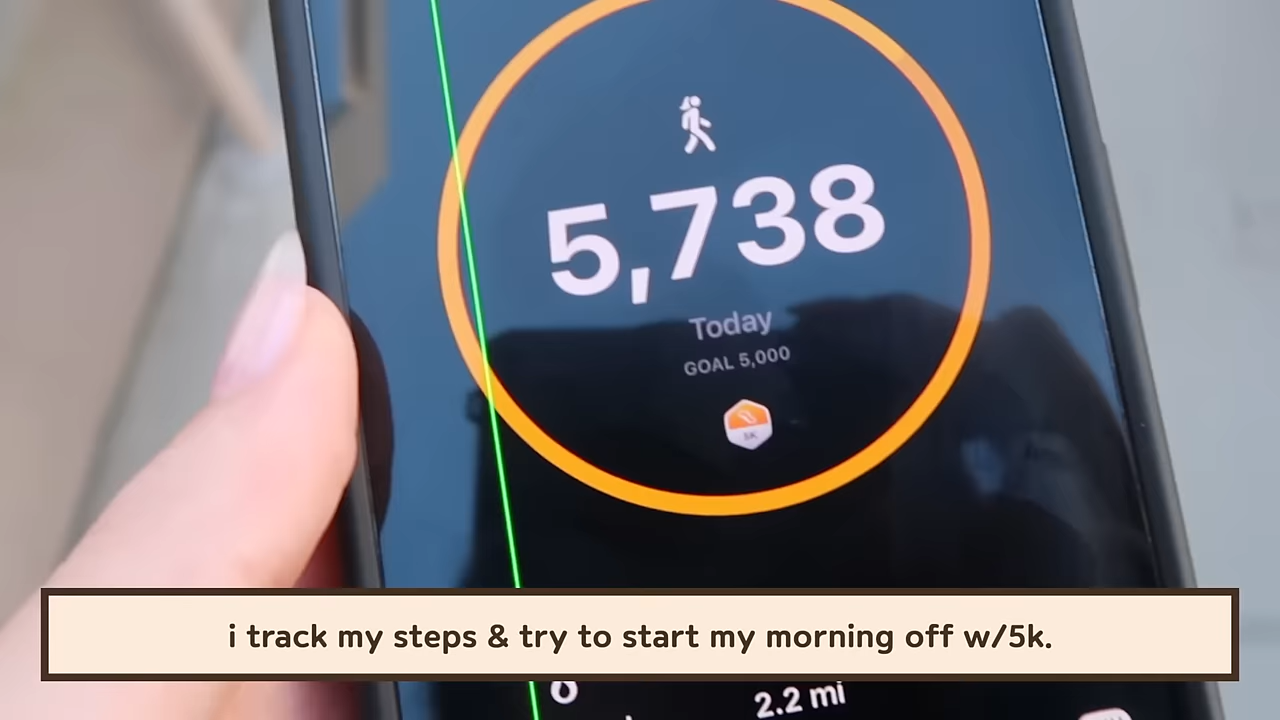 5,738
Today
GOAL 5,000
5K
i track my steps & try to start my morning off w/5k.
2.2 mi